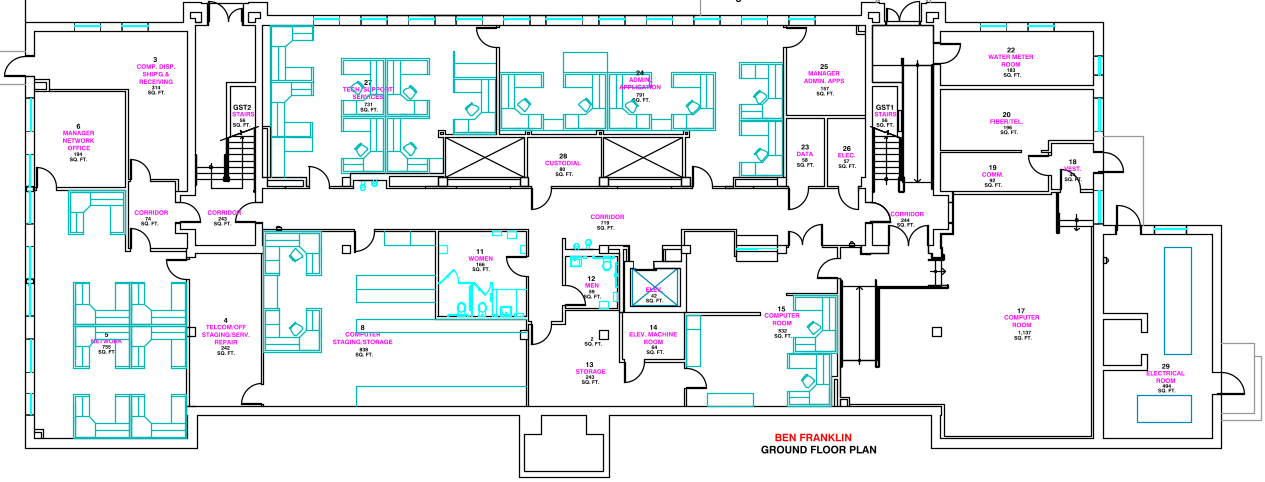 3
COMP. DISP.
SHIPG &
RECEIVING
314
SQ. FT.
6
MANAGER
NETWORK
OFFICE
194
SQ. FT.
GST2
STAIRS
56
SQ. FT.
27
TECH. SUPPORT
SERVICES
731
SQ. FT.
24
ADMIN.
APPLICATION
791
SQ. FT.
25
MANAGER
ADMIN. APPS
157
SQ. FT.
GST1
STAIRS
56
SQ. FT.
22
WATER METER
ROOM
183
SQ. FT.
20
FIBER/TEL.
196
SQ. FT.
28
CUSTODIAL
80
SQ. FT.
23
DATA
58
SQ. FT.
26
ELEC.
57
SQ. FT.
19
COMM.
92
SQ. FT.
18
VEST.
SQ. FT.
CORRIDOR
74
SQ. FT.
CORRIDOR
243
SQ. FT.
CORRIDOR
719
SQ. FT.
CORRIDOR
244
SQ. FT.
11
WOMEN
166
SQ. FT.
12
MEN
59
SQ. FT.
ELEV.
42
SQ. FT.
5
NETWORK
755
SQ. FT
4
TELCOM/OFF
STAGING/SERV.
REPAIR
242
SQ. FT.
8
COMPUTER
STAGING/STORAGE
838
SQ. FT.
2
SQ. FT.
13
STORAGE
243
SQ. FT.
14
ELEV. MACHINE
ROOM
64
SQ. FT.
15
COMPUTER
ROOM
532
SQ. FT.
17
COMPUTER
ROOM
1,137
SQ. FT.
29
ELECTRICAL
ROOM
494
SQ. FT.
BEN FRANKLIN
GROUND FLOOR PLAN